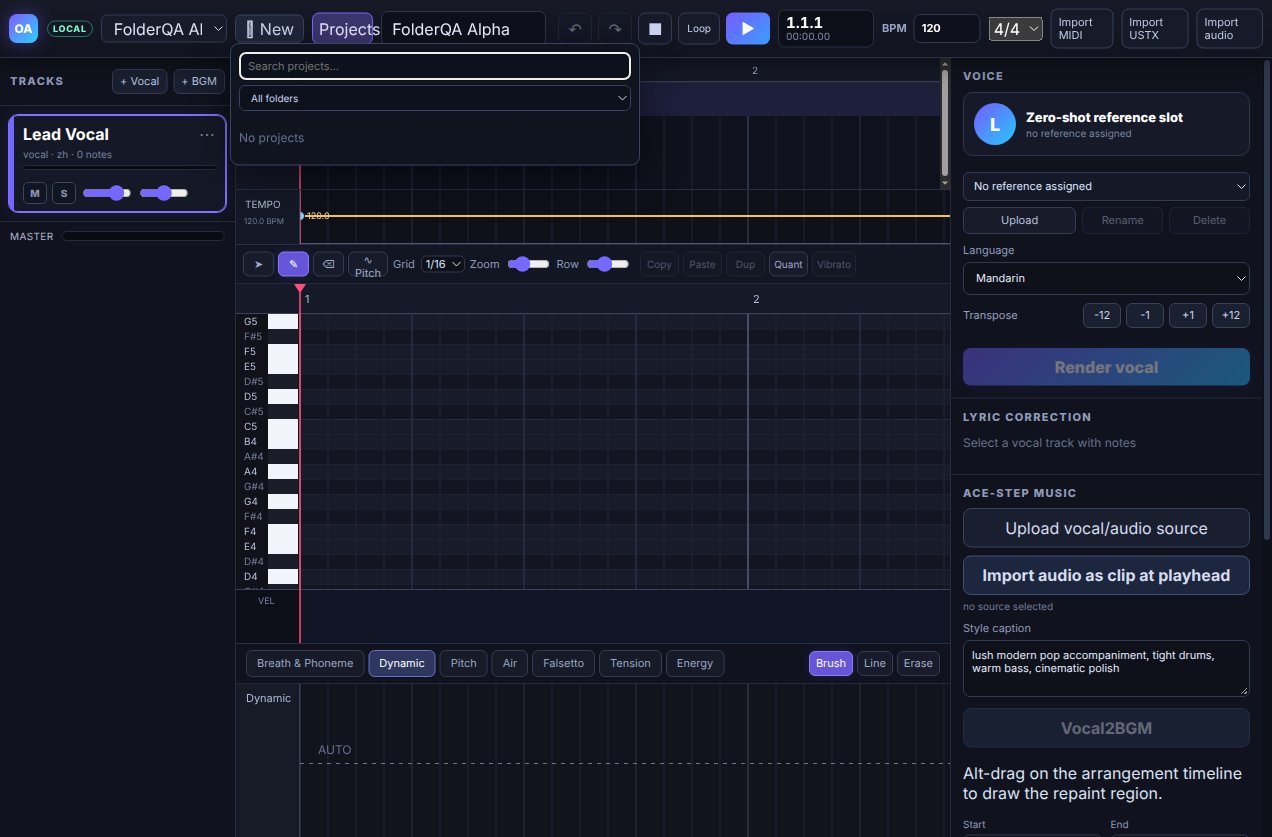 OA
LOCAL
FolderQA Al
New
Projects
FolderQA Alpha
Loop
1.1.1
00:00.00
BPM
120
4/4
Import MIDI
Import USTX
Import audio
Search projects...
All folders
No projects
TRACKS
+ Vocal
+ BGM
Lead Vocal
vocal · zh · 0 notes
M
S
MASTER
2
TEMPO
120.0 BPM
120.0
Pitch
Grid
1/16
Zoom
Row
Copy
Paste
Dup
Quant
Vibrato
1
2
G5
F#5
F5
E5
D#5
D5
C#5
C5
B4
A#4
A4
G#4
G4
F#4
F4
E4
D#4
D4
VEL
Breath & Phoneme
Dynamic
Pitch
Air
Falsetto
Tension
Energy
Brush
Line
Erase
Dynamic
AUTO
VOICE
L
Zero-shot reference slot
no reference assigned
No reference assigned
Upload
Rename
Delete
Language
Mandarin
Transpose
-12
-1
+1
+12
Render vocal
LYRIC CORRECTION
Select a vocal track with notes
ACE-STEP MUSIC
Upload vocal/audio source
Import audio as clip at playhead
no source selected
Style caption
lush modern pop accompaniment, tight drums,
warm bass, cinematic polish
Vocal2BGM
Alt-drag on the arrangement timeline
to draw the repaint region.
Start
End